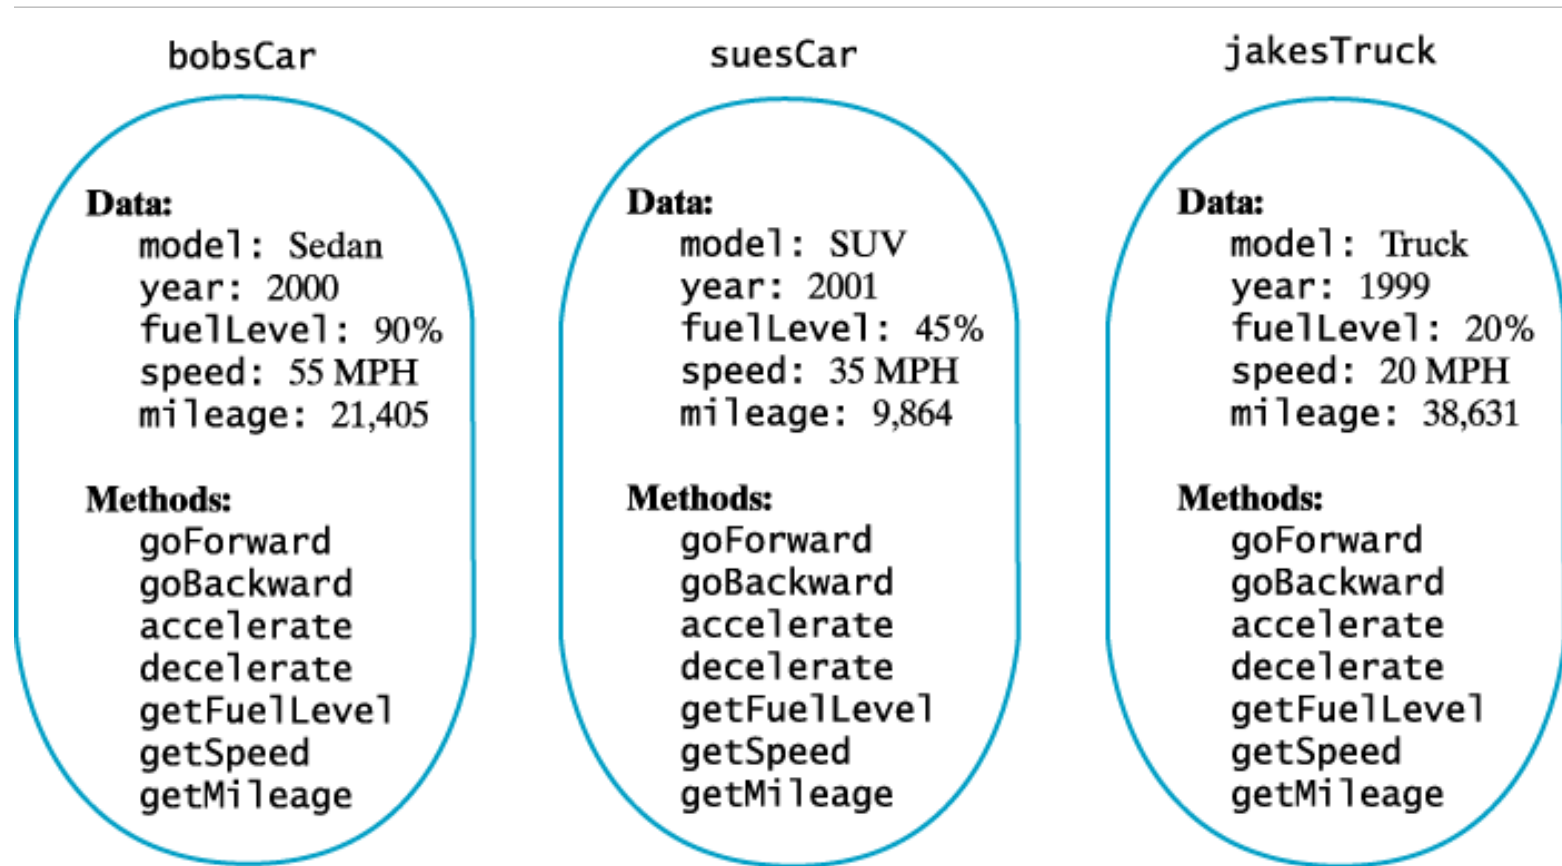 bobsCar
Data:
model: Sedan
year: 2000
fuelLevel: 90%
speed: 55 MPH
mileage: 21,405
Methods:
goForward
goBackward
accelerate
decelerate
getFuelLevel
getSpeed
getMileage
suesCar
Data:
model: SUV
year: 2001
fuelLevel: 45%
speed: 35 MPH
mileage: 9,864
Methods:
goForward
goBackward
accelerate
decelerate
getFuelLevel
getSpeed
getMileage
jakesTruck
Data:
model: Truck
year: 1999
fuelLevel: 20%
speed: 20 MPH
mileage: 38,631
Methods:
goForward
goBackward
accelerate
decelerate
getFuelLevel
getSpeed
getMileage